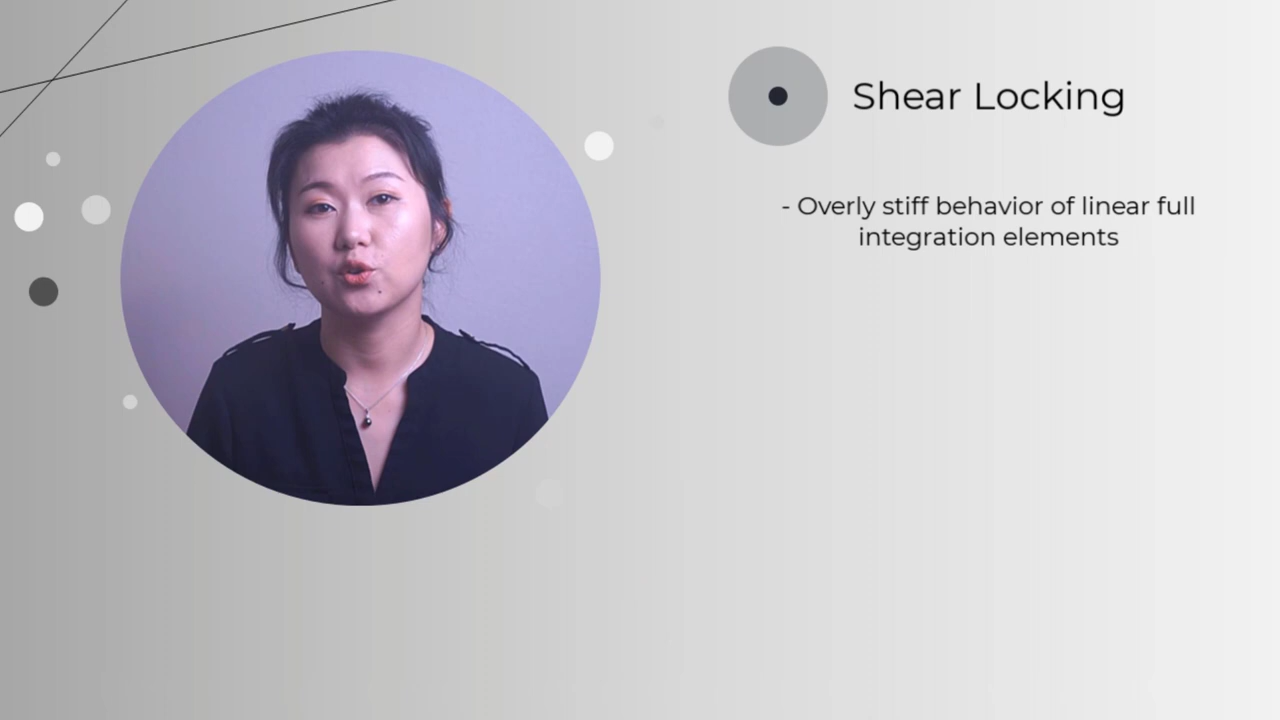 Shear Locking
- Overly stiff behavior of linear full
integration elements